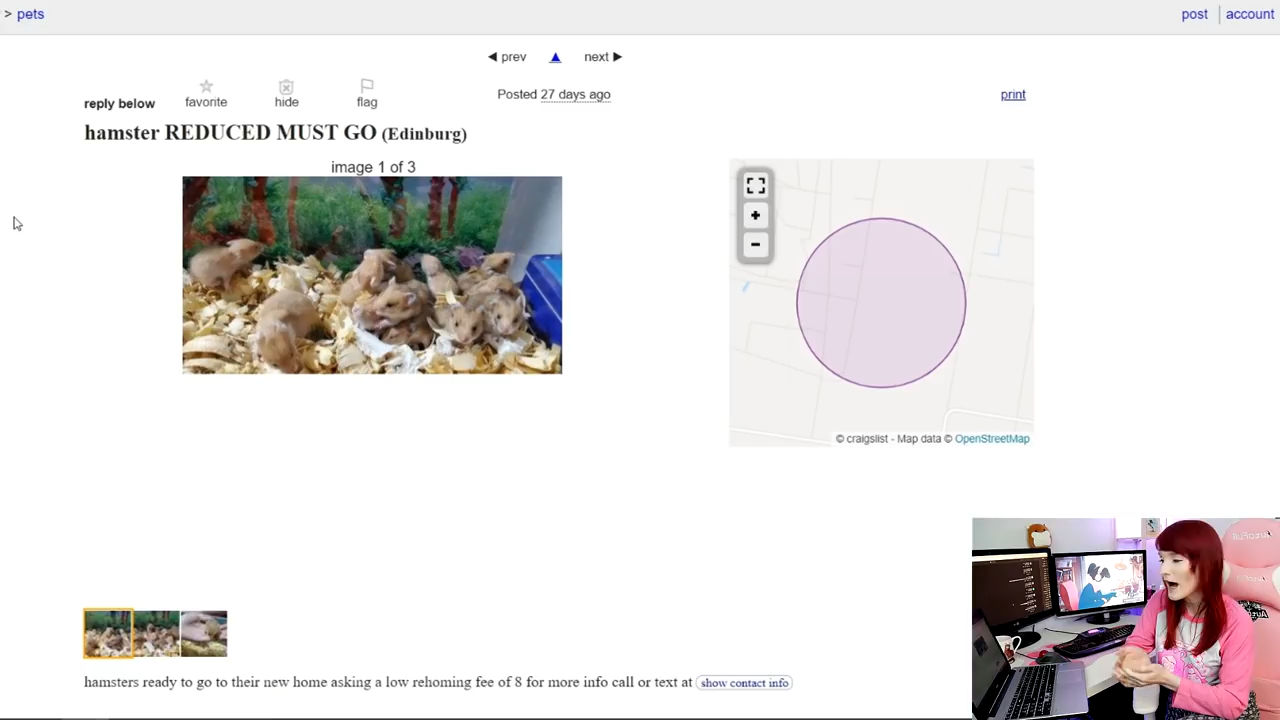 > pets
post
account
◀ prev ▲ next ▶
reply below
favorite
hide
flag
Posted 27 days ago
print
hamster REDUCED MUST GO (Edinburg)
image 1 of 3
+
−
© craigslist - Map data © OpenStreetMap
AutoFull
hamsters ready to go to their new home asking a low rehoming fee of 8 for more info call or text at show contact info